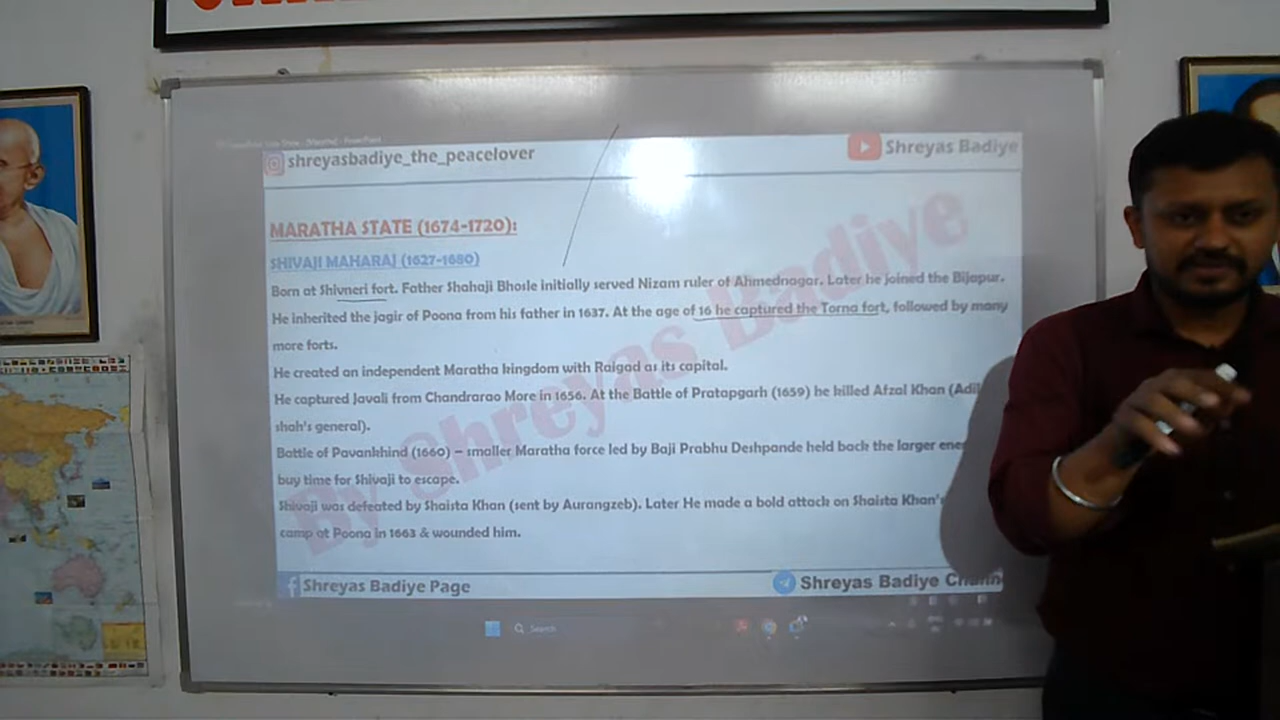 shreyasbadiye_the_peacelover
Shreyas Badiye
MARATHA STATE (1674-1720):
SHIVAJI MAHARAJ (1627-1680)
Born at Shivneri fort. Father Shahaji Bhosle initially served Nizam ruler of Ahmednagar. Later he joined the Bijapur.
He inherited the jagir of Poona from his father in 1637. At the age of 16 he captured the Torna fort, followed by many
more forts.
He created an independent Maratha kingdom with Raigad as its capital.
He captured Javali from Chandrarao More in 1656. At the Battle of Pratapgarh (1659) he killed Afzal Khan (Adil
shah's general).
Battle of Pavankhind (1660) – smaller Maratha force led by Baji Prabhu Deshpande held back the larger
buy time for Shivaji to escape.
Shivaji was defeated by Shaista Khan (sent by Aurangzeb). Later He made a bold attack on Shaista Khan's
camp at Poona in 1663 & wounded him.
By Shreyas Badiye
Shreyas Badiye Page
Shreyas Badiye Chann
Search